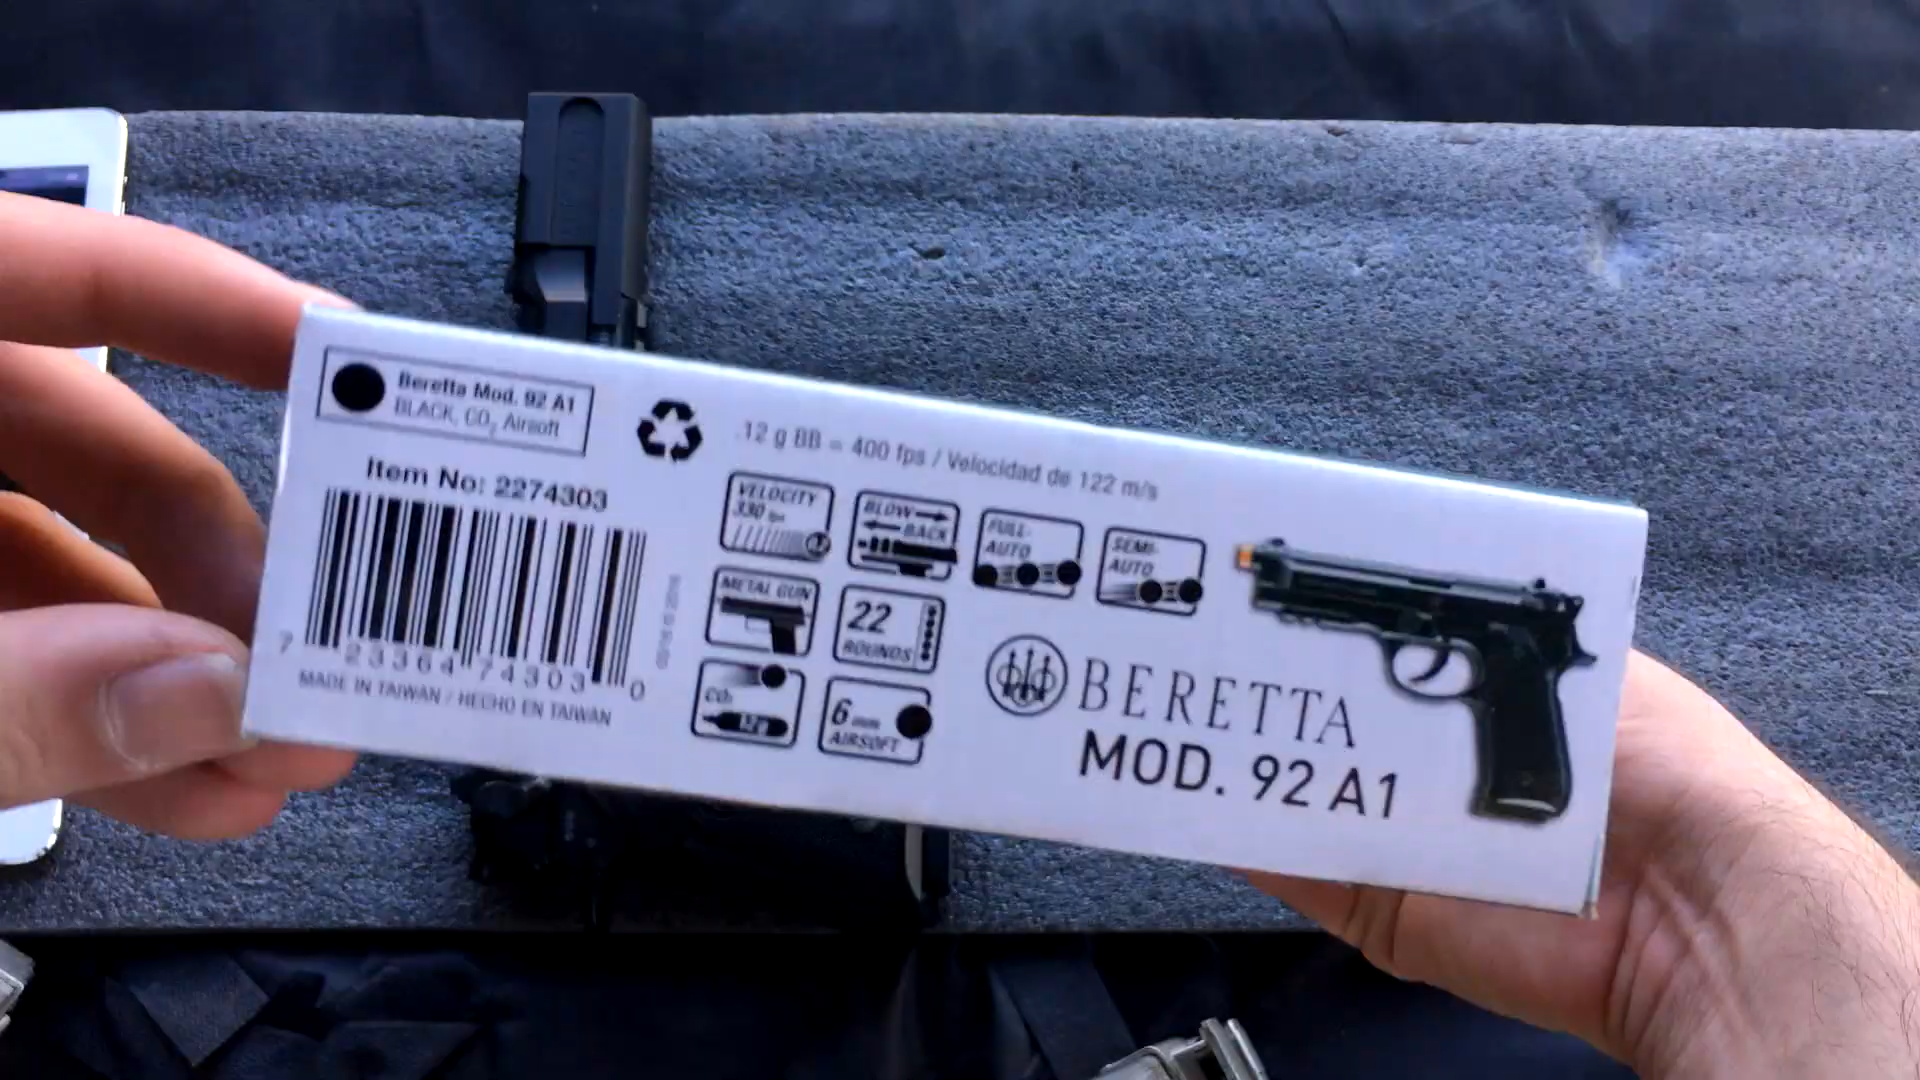 Beretta Mod. 92 A1
BLACK, CO2 Airsoft
Item No: 2274303
7 23364 74303 0
MADE IN TAIWAN / HECHO EN TAIWAN
.12 g BB = 400 fps / Velocidad de 122 m/s
VELOCITY
330 fps
BLOW
BACK
FULL-
AUTO
SEMI-
AUTO
METAL GUN
22
ROUNDS
CO2
12g
6 mm
AIRSOFT
BERETTA
MOD. 92 A1